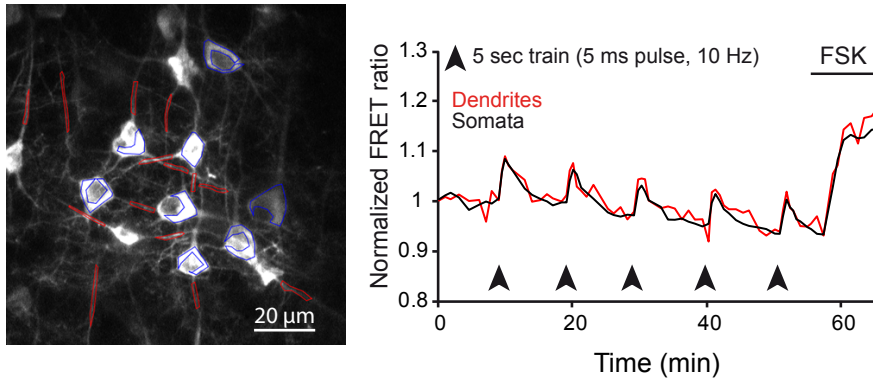 20 µm
5 sec train (5 ms pulse, 10 Hz)
FSK
Dendrites
Somata
Normalized FRET ratio
1.3
1.2
1.1
1
0.9
0.8
0
20
40
60
Time (min)